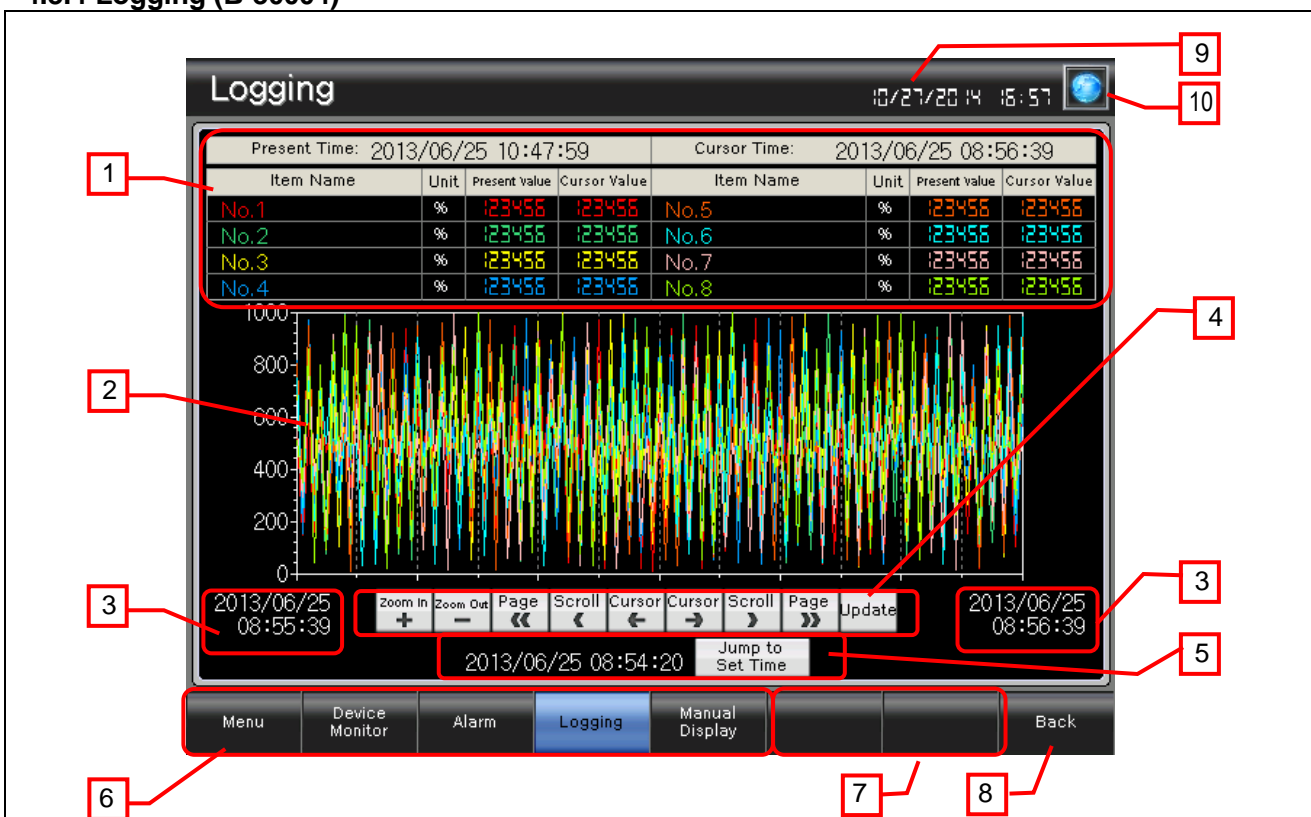 9
Logging 10/27/2014 16:57
10
Present Time: 2013/06/25 10:47:59 Cursor Time: 2013/06/25 08:56:39
1
Item Name Unit Present Value Cursor Value Item Name Unit Present Value Cursor Value
No.1 % 123456 123456 No.5 % 123456 123456
No.2 % 123456 123456 No.6 % 123456 123456
No.3 % 123456 123456 No.7 % 123456 123456
No.4 % 123456 123456 No.8 % 123456 123456
1000
4
800
2
600
400
200
0
3 3
2013/06/25 Zoom In Zoom Out Page Scroll Cursor Cursor Scroll Page Update 2013/06/25
08:55:39 08:56:39
2013/06/25 08:54:20 Jump to
Set Time
5
Menu Device Monitor Alarm Logging Manual Display Back
6 7 8